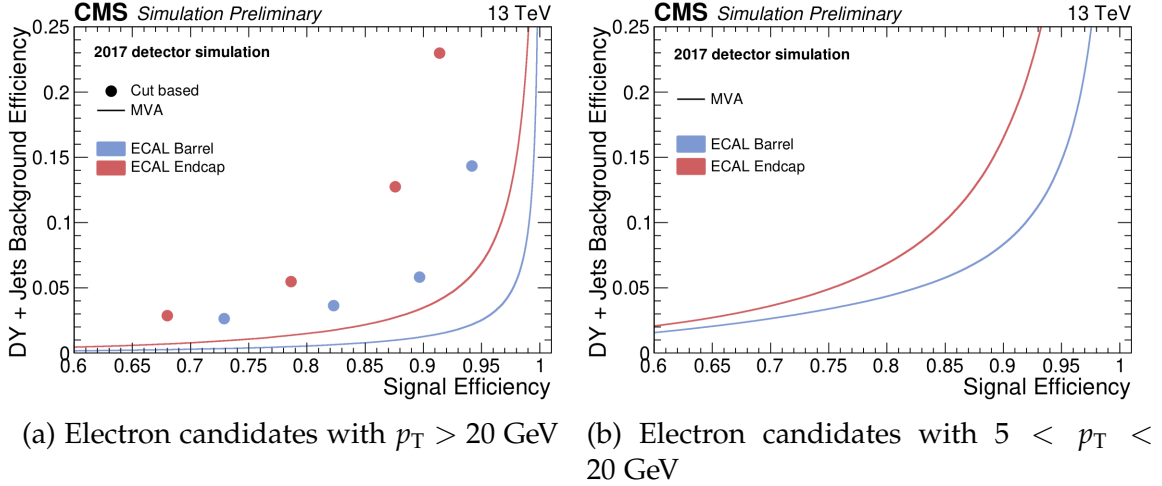 CMS Simulation Preliminary 13 TeV
DY + Jets Background Efficiency
2017 detector simulation
Cut based
MVA
ECAL Barrel
ECAL Endcap
0.25
0.2
0.15
0.1
0.05
0
0.6 0.65 0.7 0.75 0.8 0.85 0.9 0.95 1
Signal Efficiency
(a) Electron candidates with pT > 20 GeV
CMS Simulation Preliminary 13 TeV
DY + Jets Background Efficiency
2017 detector simulation
MVA
ECAL Barrel
ECAL Endcap
0.25
0.2
0.15
0.1
0.05
0
0.6 0.65 0.7 0.75 0.8 0.85 0.9 0.95 1
Signal Efficiency
(b) Electron candidates with 5 < pT <
20 GeV